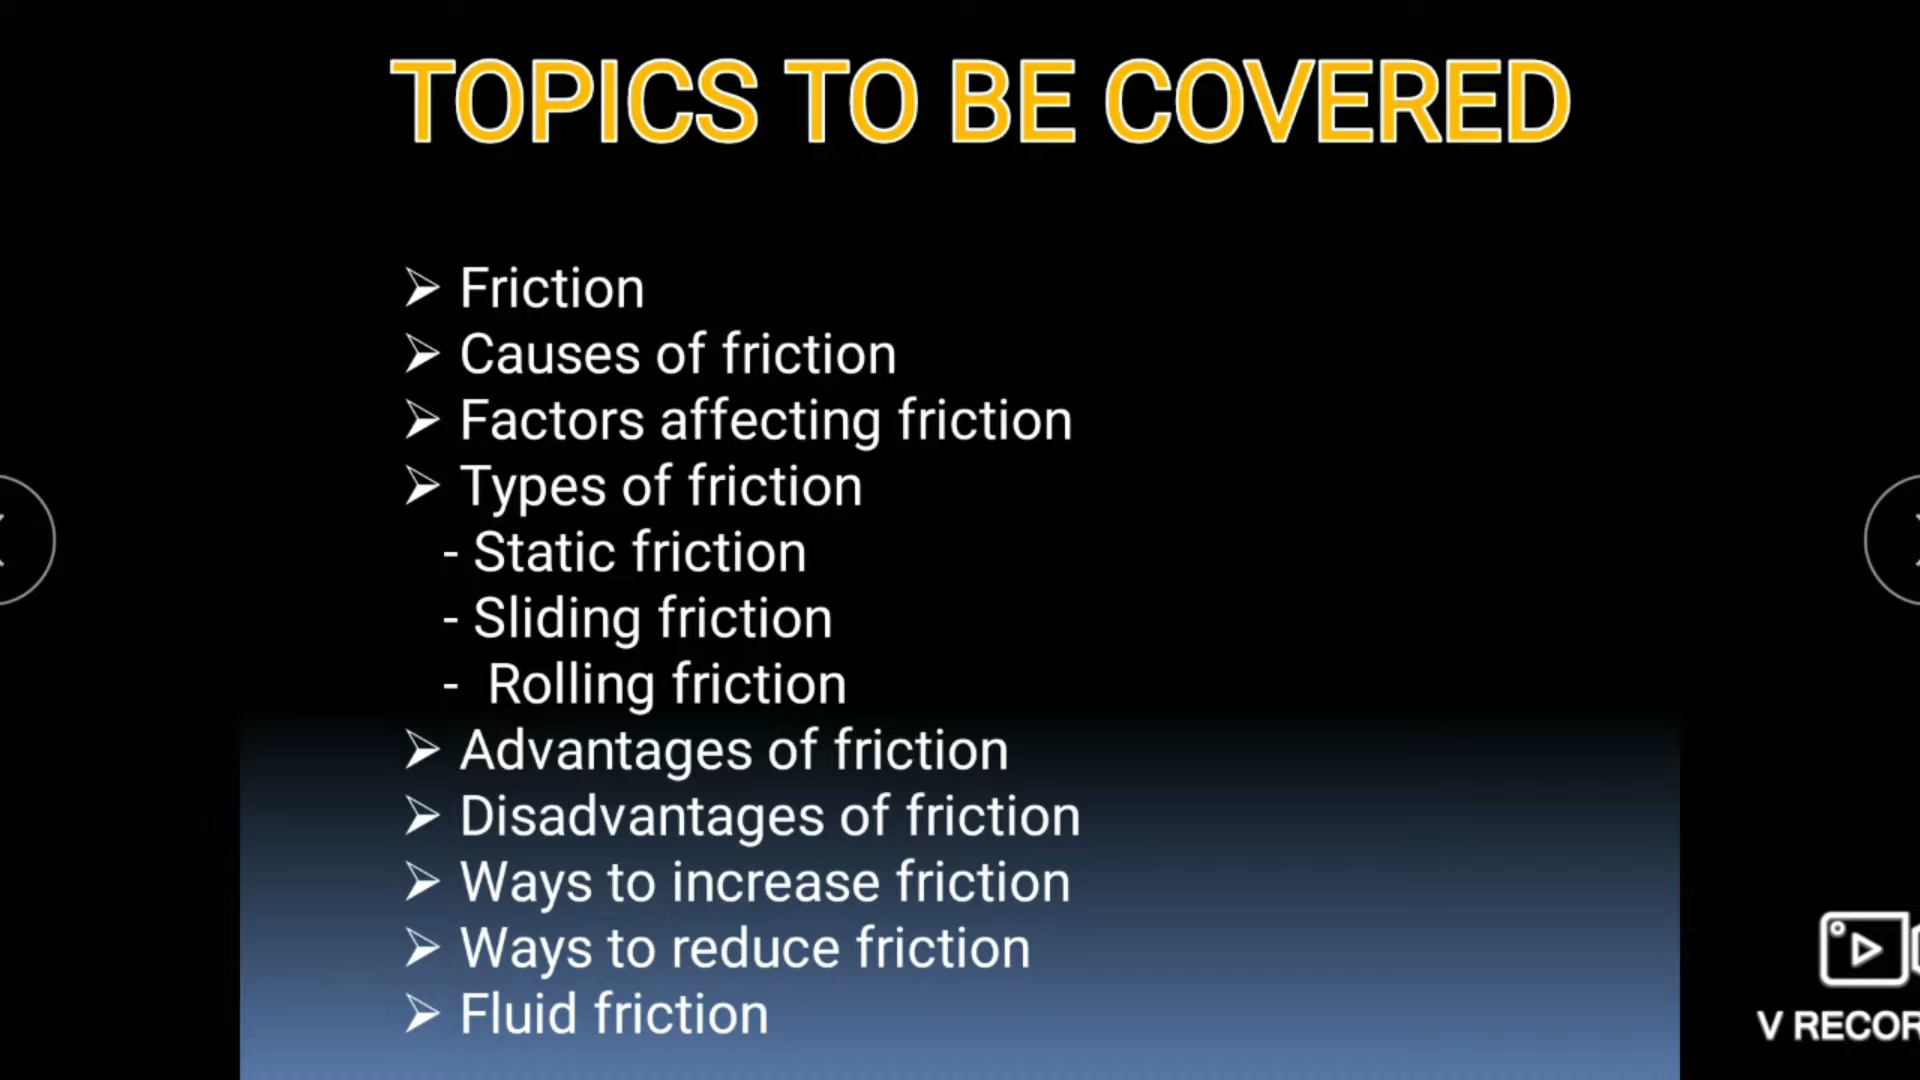 TOPICS TO BE COVERED
➢ Friction
➢ Causes of friction
➢ Factors affecting friction
➢ Types of friction
- Static friction
- Sliding friction
- Rolling friction
➢ Advantages of friction
➢ Disadvantages of friction
➢ Ways to increase friction
➢ Ways to reduce friction
➢ Fluid friction
V RECOR